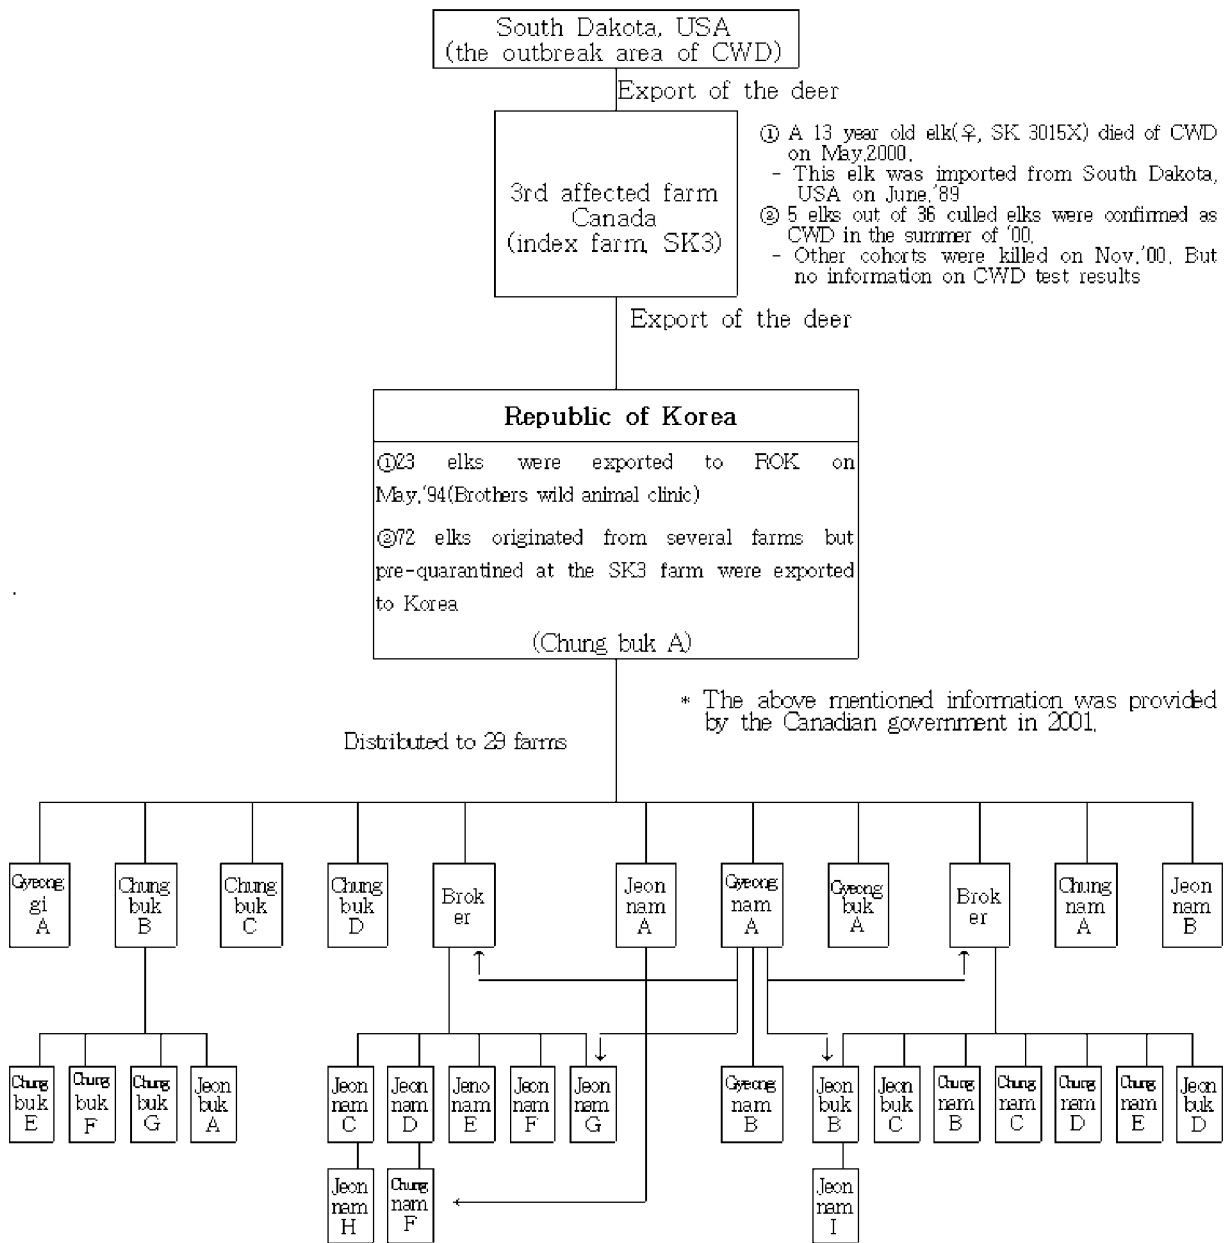 South Dakota, USA
(the outbreak area of CWD)
Export of the deer
3rd affected farm
Canada
(index farm, SK3)
① A 13 year old elk(♀, SK 3015X) died of CWD
on May,2000.
- This elk was imported from South Dakota,
USA on June,'89
② 5 elks out of 36 culled elks were confirmed as
CWD in the summer of '00.
- Other cohorts were killed on Nov,'00. But
no information on CWD test results
Export of the deer
Republic of Korea
①23 elks were exported to ROK on
May,'94(Brothers wild animal clinic)
②72 elks originated from several farms but
pre-quarantined at the SK3 farm were exported
to Korea
(Chung buk A)
* The above mentioned information was provided
by the Canadian government in 2001.
Distributed to 29 farms
Gyeong
gi
A
Chung
buk
B
Chung
buk
C
Chung
buk
D
Brok
er
Jeon
nam
A
Gyeong
nam
A
Gyeong
buk
A
Brok
er
Chung
nam
A
Jeon
nam
B
Chung
buk
E
Chung
buk
F
Chung
buk
G
Jeon
buk
A
Jeon
nam
C
Jeon
nam
D
Jeno
nam
E
Jeon
nam
F
Jeon
nam
G
Gyeong
nam
B
Jeon
buk
B
Jeon
buk
C
Chung
nam
B
Chung
nam
C
Chung
nam
D
Chung
nam
E
Jeon
buk
D
Jeon
nam
H
Chung
nam
F
Jeon
nam
I